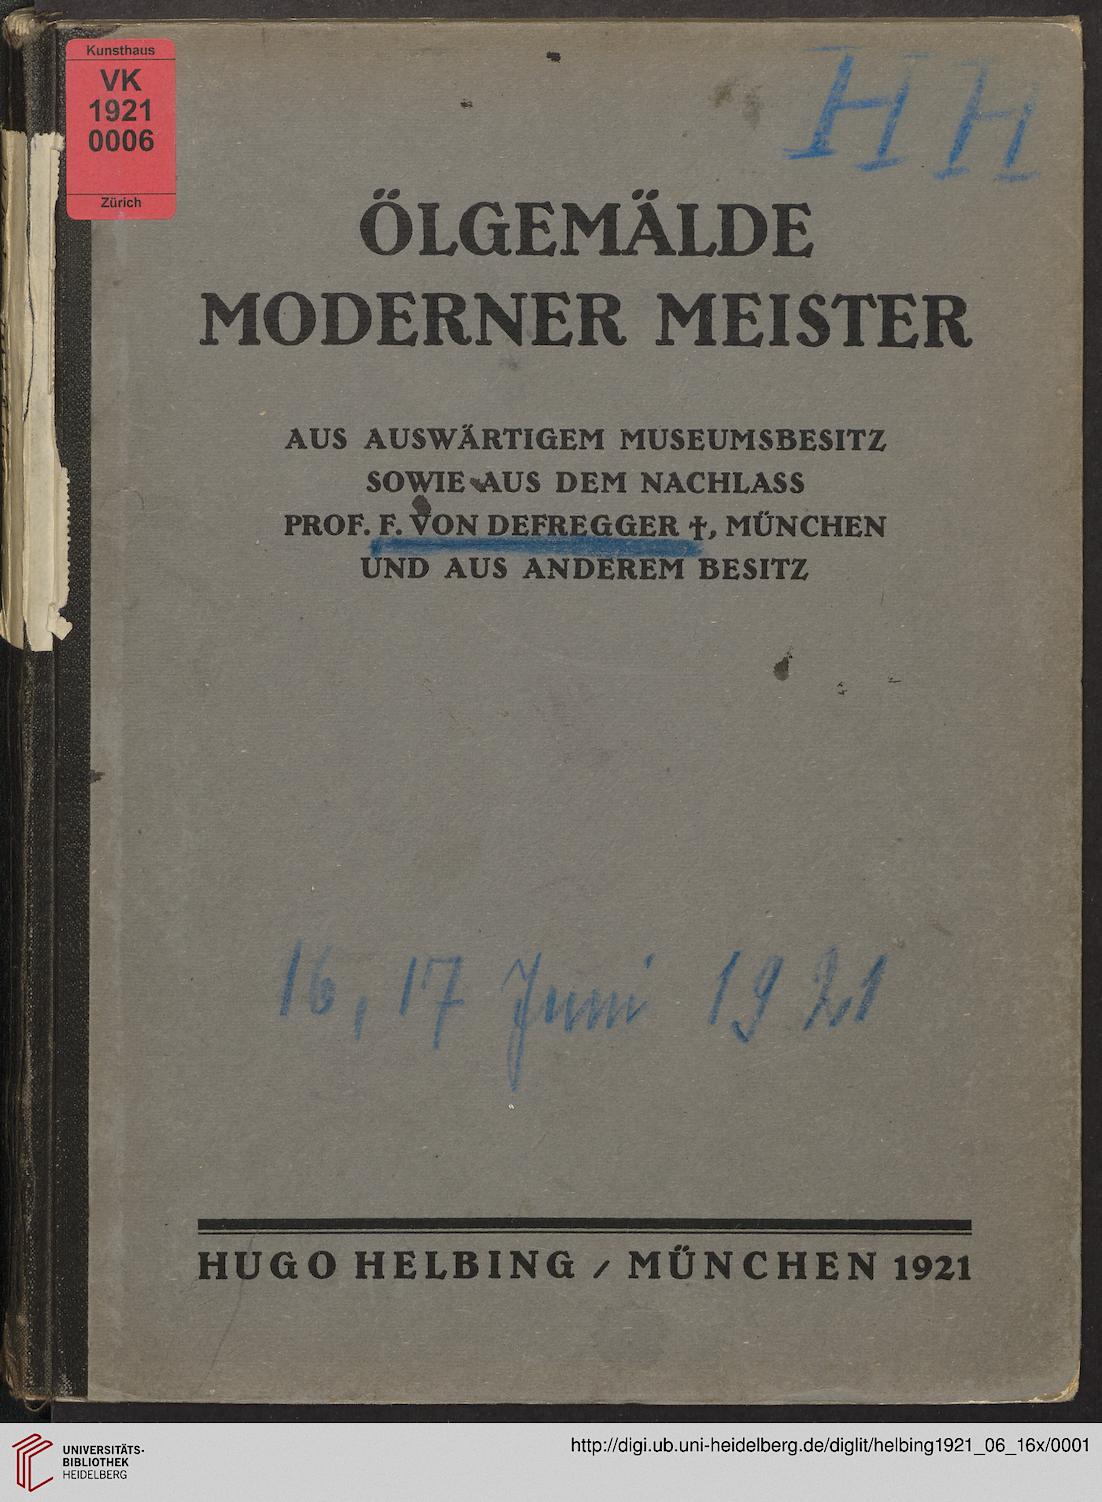 Kunsthaus
VK
1921
0006
Zürich
H H
ÖLGEMÄLDE
MODERNER MEISTER
AUS AUSWÄRTIGEM MUSEUMSBESITZ
SOWIE AUS DEM NACHLASS
PROF. F. VON DEFREGGER †, MÜNCHEN
UND AUS ANDEREM BESITZ
16, 17 Juni 1921
HUGO HELBING / MÜNCHEN 1921
UNIVERSITÄTS-
BIBLIOTHEK
HEIDELBERG
http://digi.ub.uni-heidelberg.de/diglit/helbing1921_06_16x/0001